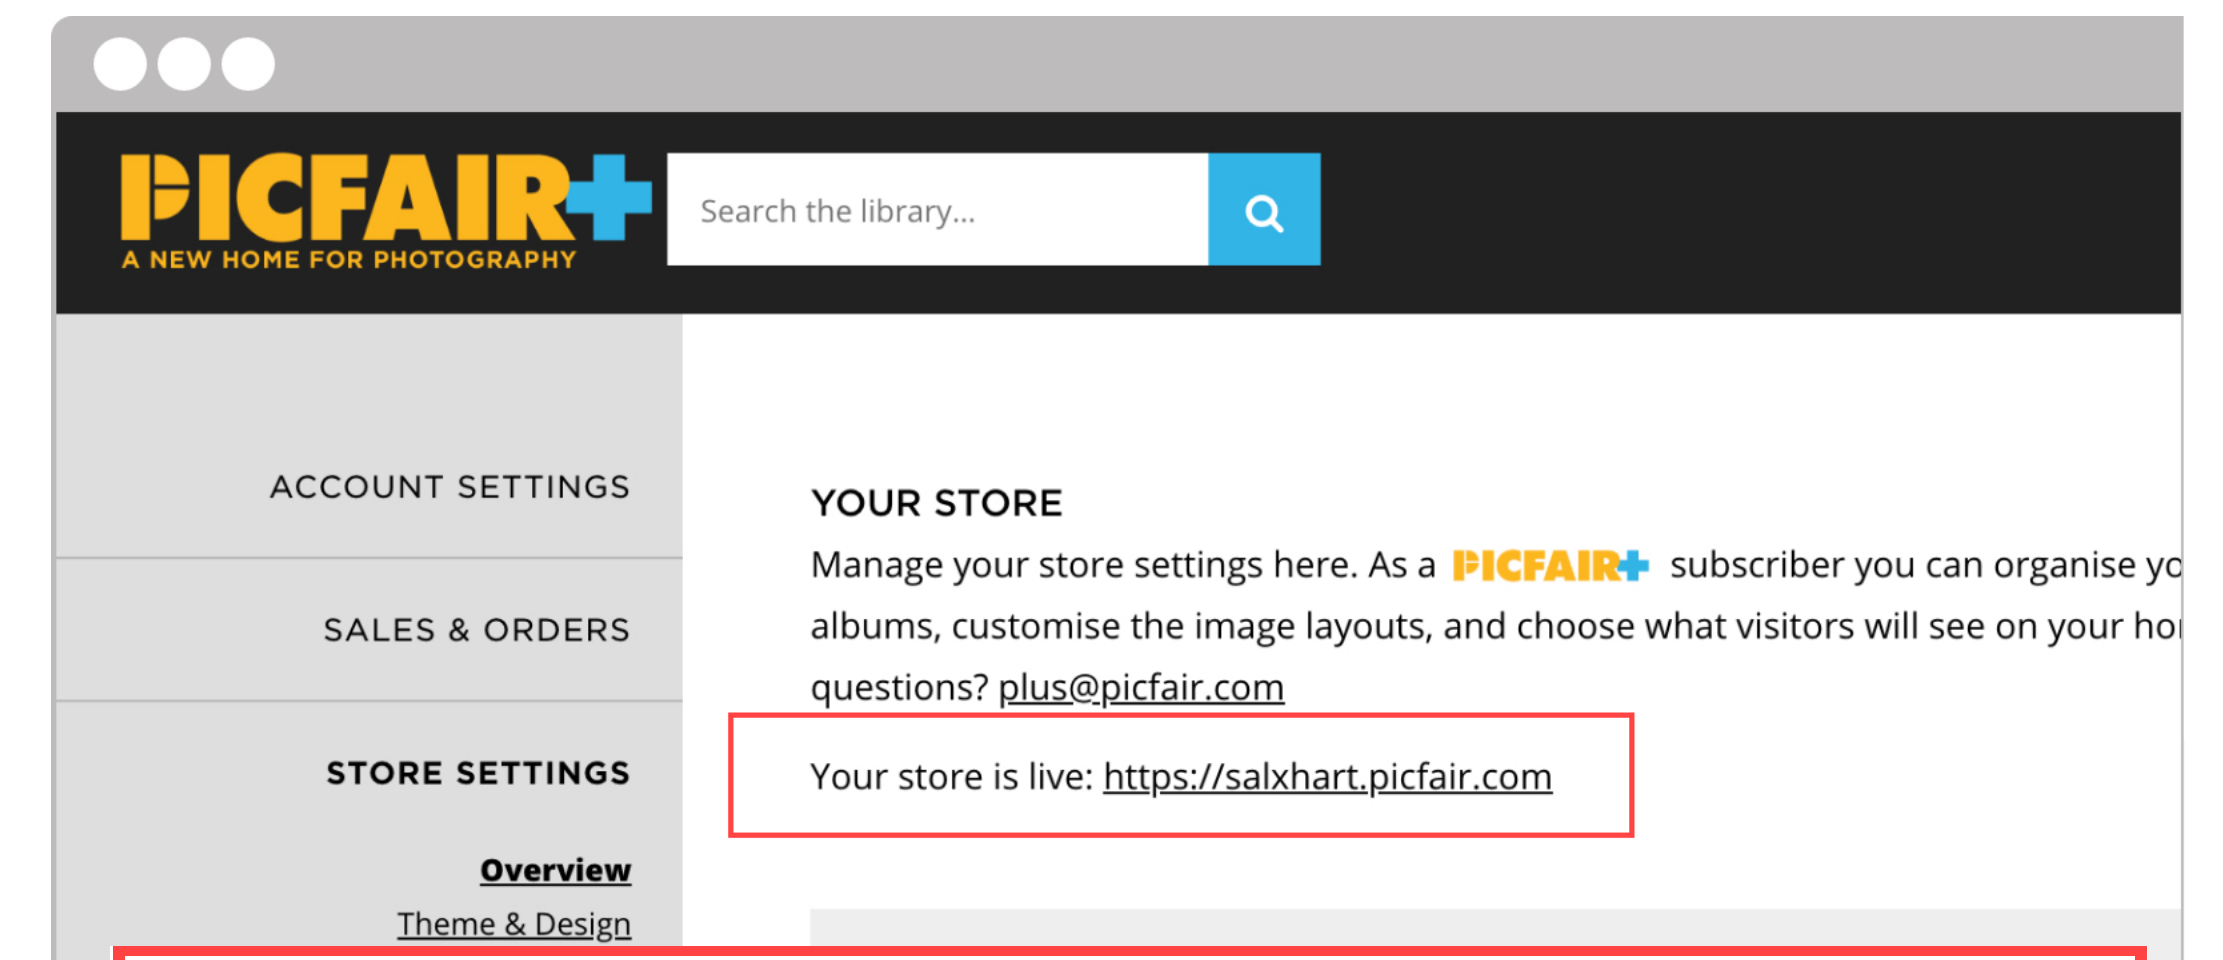 PICFAIR+
A NEW HOME FOR PHOTOGRAPHY
Search the library...
ACCOUNT SETTINGS
SALES & ORDERS
STORE SETTINGS
Overview
Theme & Design
YOUR STORE
Manage your store settings here. As a PICFAIR+ subscriber you can organise
albums, customise the image layouts, and choose what visitors will see on your
questions? plus@picfair.com
Your store is live: https://salxhart.picfair.com